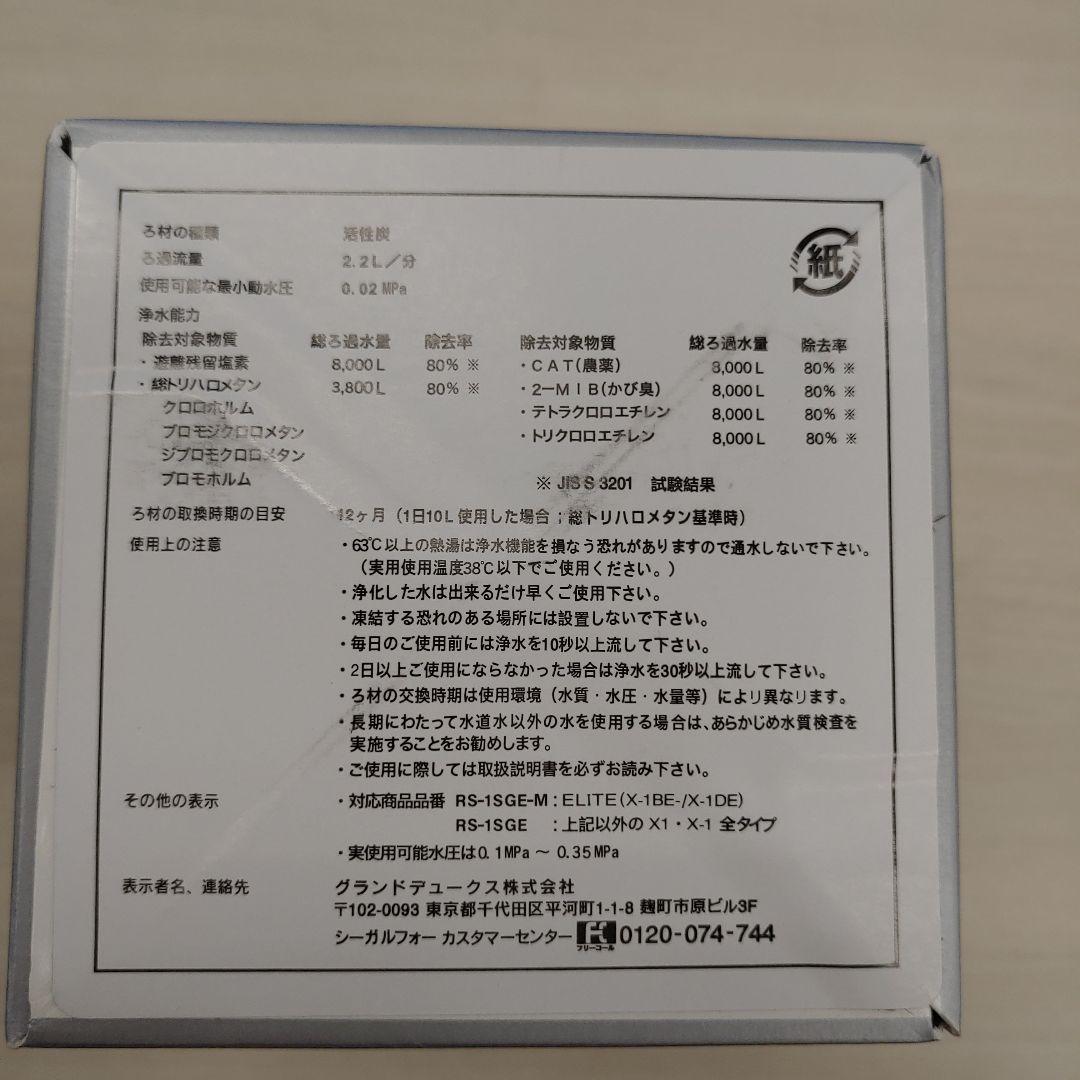 紙
ろ材の種類 活性炭
ろ過流量 2.2L／分
使用可能な最小動水圧 0.02MPa
浄水能力
除去対象物質 総ろ過水量 除去率 除去対象物質 総ろ過水量 除去率
・遊離残留塩素 8,000L 80% ※ ・CAT(農薬) 8,000L 80% ※
・総トリハロメタン 3,800L 80% ※ ・2-MIB(かび臭) 8,000L 80% ※
クロロホルム ・テトラクロロエチレン 8,000L 80% ※
ブロモジクロロメタン ・トリクロロエチレン 8,000L 80% ※
ジブロモクロロメタン
ブロモホルム ※ JIS S 3201 試験結果
ろ材の取換時期の目安 12ヶ月（1日10L使用した場合；総トリハロメタン基準時）
使用上の注意 ・63℃以上の熱湯は浄水機能を損なう恐れがありますので通水しないで下さい。
（実用使用温度38℃以下でご使用ください。）
・浄化した水は出来るだけ早くご使用下さい。
・凍結する恐れのある場所には設置しないで下さい。
・毎日のご使用前には浄水を10秒以上流して下さい。
・2日以上ご使用にならなかった場合は浄水を30秒以上流して下さい。
・ろ材の交換時期は使用環境（水質・水圧・水量等）により異なります。
・長期にわたって水道水以外の水を使用する場合は、あらかじめ水質検査を
実施することをお勧めします。
・ご使用に際しては取扱説明書を必ずお読み下さい。
その他の表示 ・対応商品品番 RS-1SGE-M：ELITE（X-1BE-/X-1DE）
RS-1SGE ：上記以外の X1・X-1 全タイプ
・実使用可能水圧は0.1MPa ～ 0.35MPa
表示者名、連絡先 グランドデュークス株式会社
〒102-0093 東京都千代田区平河町1-1-8 麹町市原ビル3F
シーガルフォー カスタマーセンター フリーコール 0120-074-744